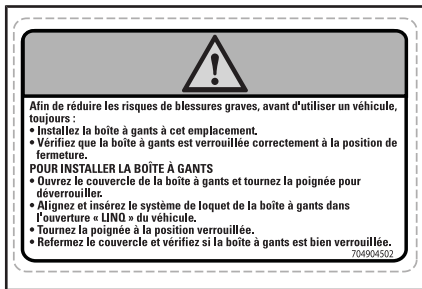 Afin de réduire les risques de blessures graves, avant d'utiliser un véhicule,
toujours :
• Installez la boîte à gants à cet emplacement.
• Vérifiez que la boîte à gants est verrouillée correctement à la position de
fermeture.
POUR INSTALLER LA BOÎTE À GANTS
• Ouvrez le couvercle de la boîte à gants et tournez la poignée pour
déverrouiller.
• Alignez et insérez le système de loquet de la boîte à gants dans
l'ouverture « LINQ » du véhicule.
• Tournez la poignée à la position verrouillée.
• Refermez le couvercle et vérifiez si la boîte à gants est bien verrouillée.
704904502